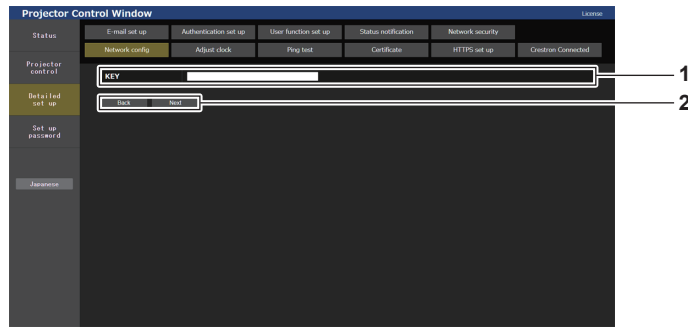 Projector Control Window
License
Status
E-mail set up
Authentication set up
User function set up
Status notification
Network security
Network config
Adjust clock
Ping test
Certificate
HTTPS set up
Crestron Connected
Projector
control
KEY
1
Detailed
set up
Back
Next
2
Set up
password
Japanese